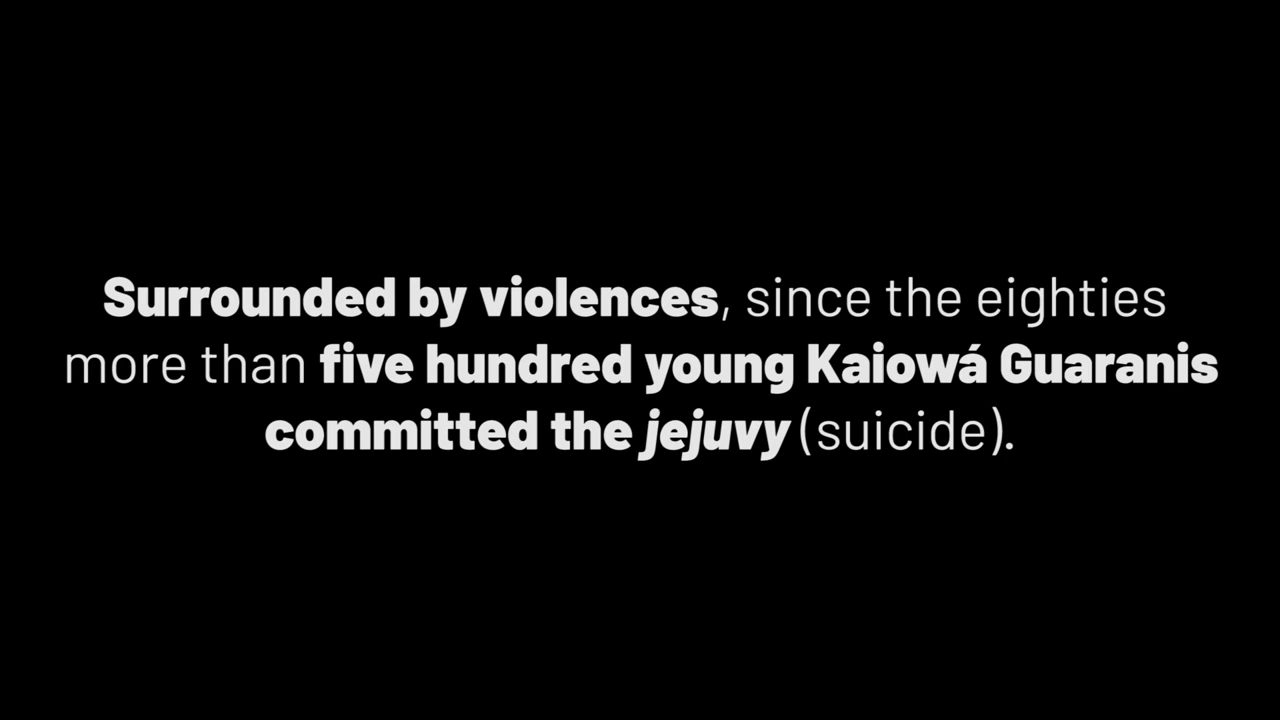 Surrounded by violences, since the eighties
more than five hundred young Kaiowá Guaranis
committed the jejuvy (suicide).